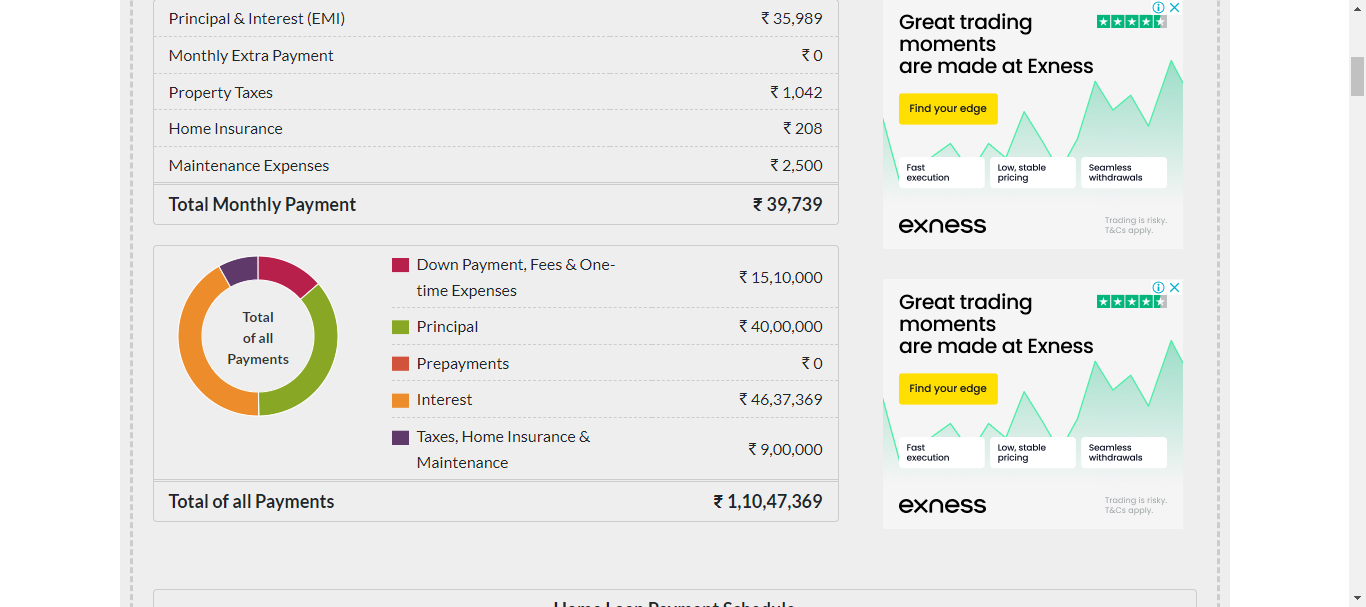 Principal & Interest (EMI) ₹ 35,989
Monthly Extra Payment ₹ 0
Property Taxes ₹ 1,042
Home Insurance ₹ 208
Maintenance Expenses ₹ 2,500
Total Monthly Payment ₹ 39,739
Total
of all
Payments
Down Payment, Fees & One-
time Expenses
₹ 15,10,000
Principal ₹ 40,00,000
Prepayments ₹ 0
Interest ₹ 46,37,369
Taxes, Home Insurance &
Maintenance
₹ 9,00,000
Total of all Payments ₹ 1,10,47,369
Home Loan Payment Schedule
Great trading
moments
are made at Exness
Find your edge
Fast
execution
Low, stable
pricing
Seamless
withdrawals
exness
Trading is risky.
T&Cs apply.
Great trading
moments
are made at Exness
Find your edge
Fast
execution
Low, stable
pricing
Seamless
withdrawals
exness
Trading is risky.
T&Cs apply.